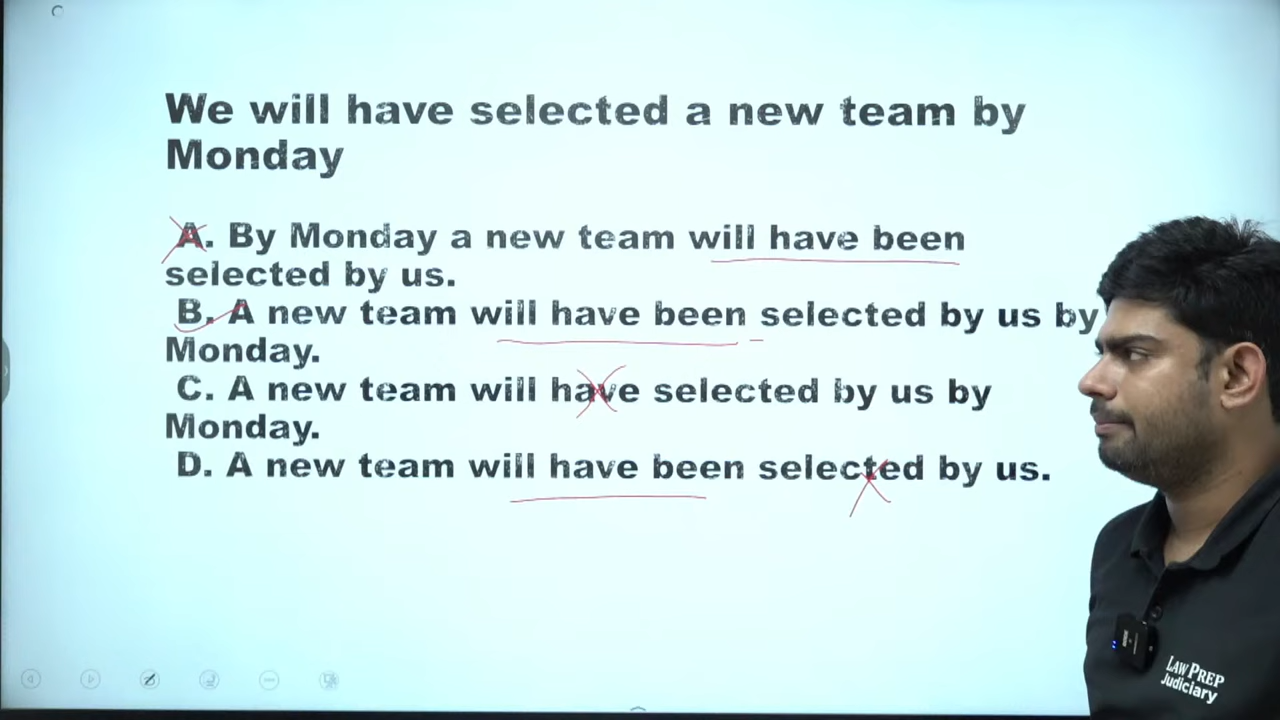 We will have selected a new team by
Monday
A. By Monday a new team will have been
selected by us.
B. A new team will have been selected by us by
Monday.
C. A new team will have selected by us by
Monday.
D. A new team will have been selected by us.
LAW PREP
Judiciary